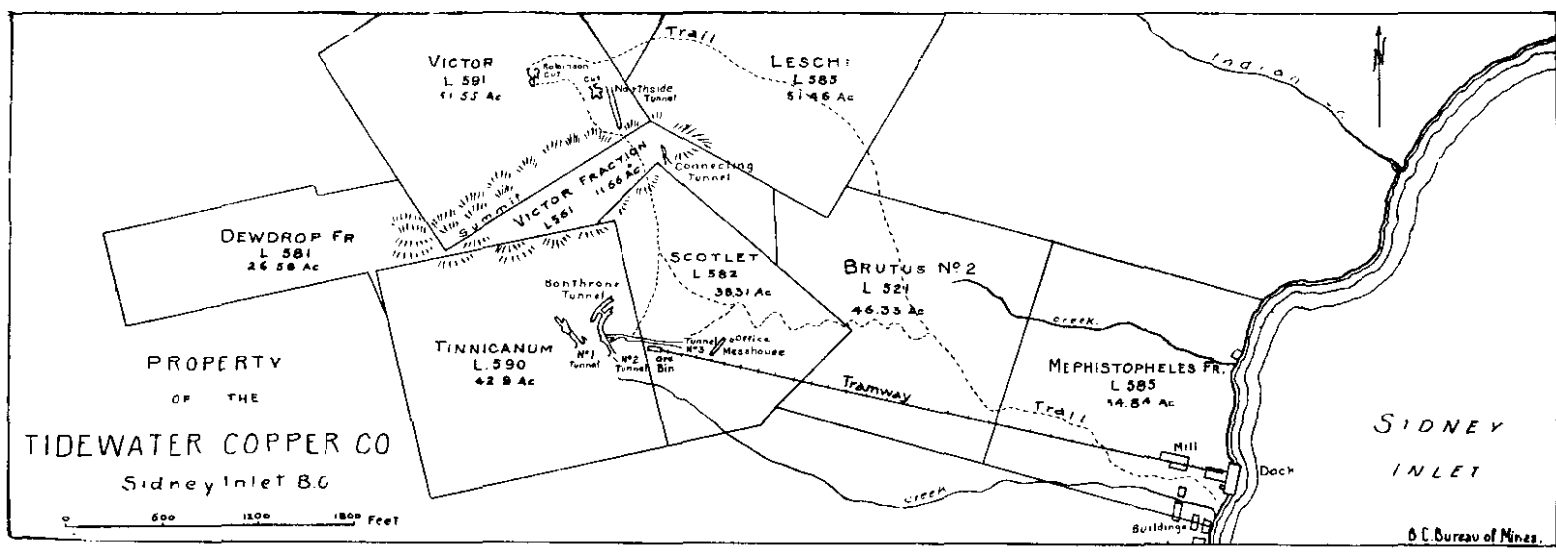 VICTOR
L 591
51 55 Ac
Robinson
Cut
Cut
Northside
Tunnel
Trail
LESCHI
L 585
51.46 Ac
Indian
N
Summit
VICTOR FRACTION
L 561
11 66 Ac.
Connecting
Tunnel
DEWDROP FR
L 581
26 58 Ac
SCOTLET
L 582
38.31 Ac
BRUTUS Nº 2
L 521
46.33 Ac
Creek
Bonthrone
Tunnel
TINNICANUM
L. 590
42 9 Ac
Nº1
Tunnel
Nº2
Tunnel
Ore
Bin
Tunnel
Nº3
Office
Messhouse
MEPHISTOPHELES FR.
L 585
54.84 Ac
Tramway
Trail
Mill
Dock
Creek
Buildings
SIDNEY
INLET
PROPERTY
OF THE
TIDEWATER COPPER CO
Sidney Inlet B.C
0 600 1200 1800 Feet
B.C. Bureau of Mines.